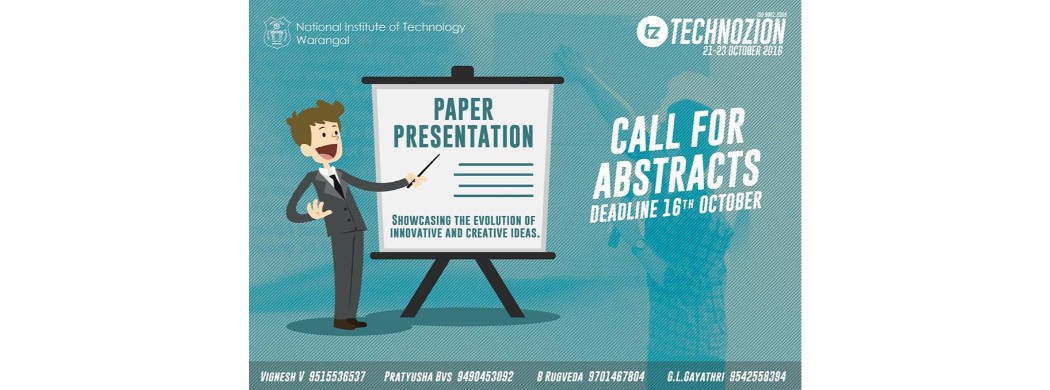 National Institute of Technology
Warangal
tz
TECHNOZION
21-23 OCTOBER 2016
PAPER
PRESENTATION
SHOWCASING THE EVOLUTION OF
INNOVATIVE AND CREATIVE IDEAS.
CALL FOR
ABSTRACTS
DEADLINE 16TH OCTOBER
VIGNESH V 9515536537 PRATYUSHA BVS 9490453092 B RUGVEDA 9701467804 G.L.GAYATHRI 9542558394